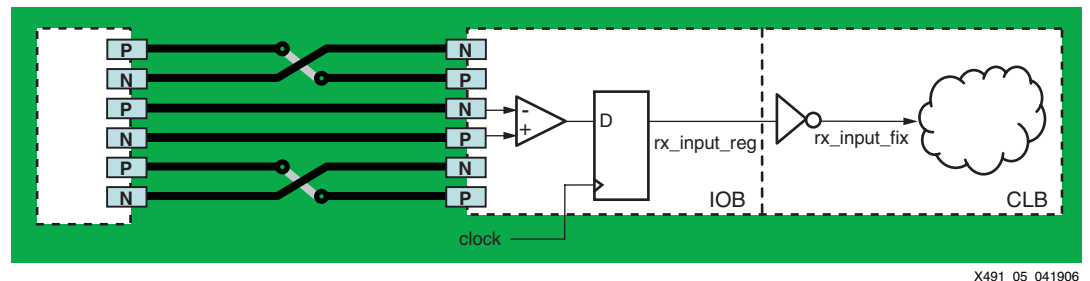 P N
N P
P N - D rx_input_reg rx_input_fix
N P +
P N
N P IOB CLB
clock
X491_05_041906